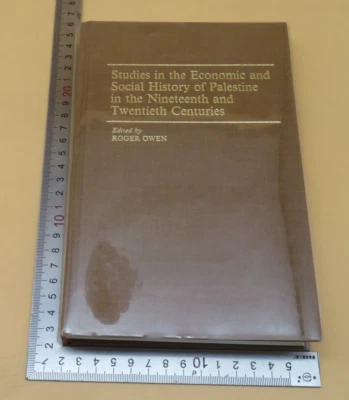 Studies in the Economic and
Social History of Palestine
in the Nineteenth and
Twentieth Centuries
Edited by
ROGER OWEN